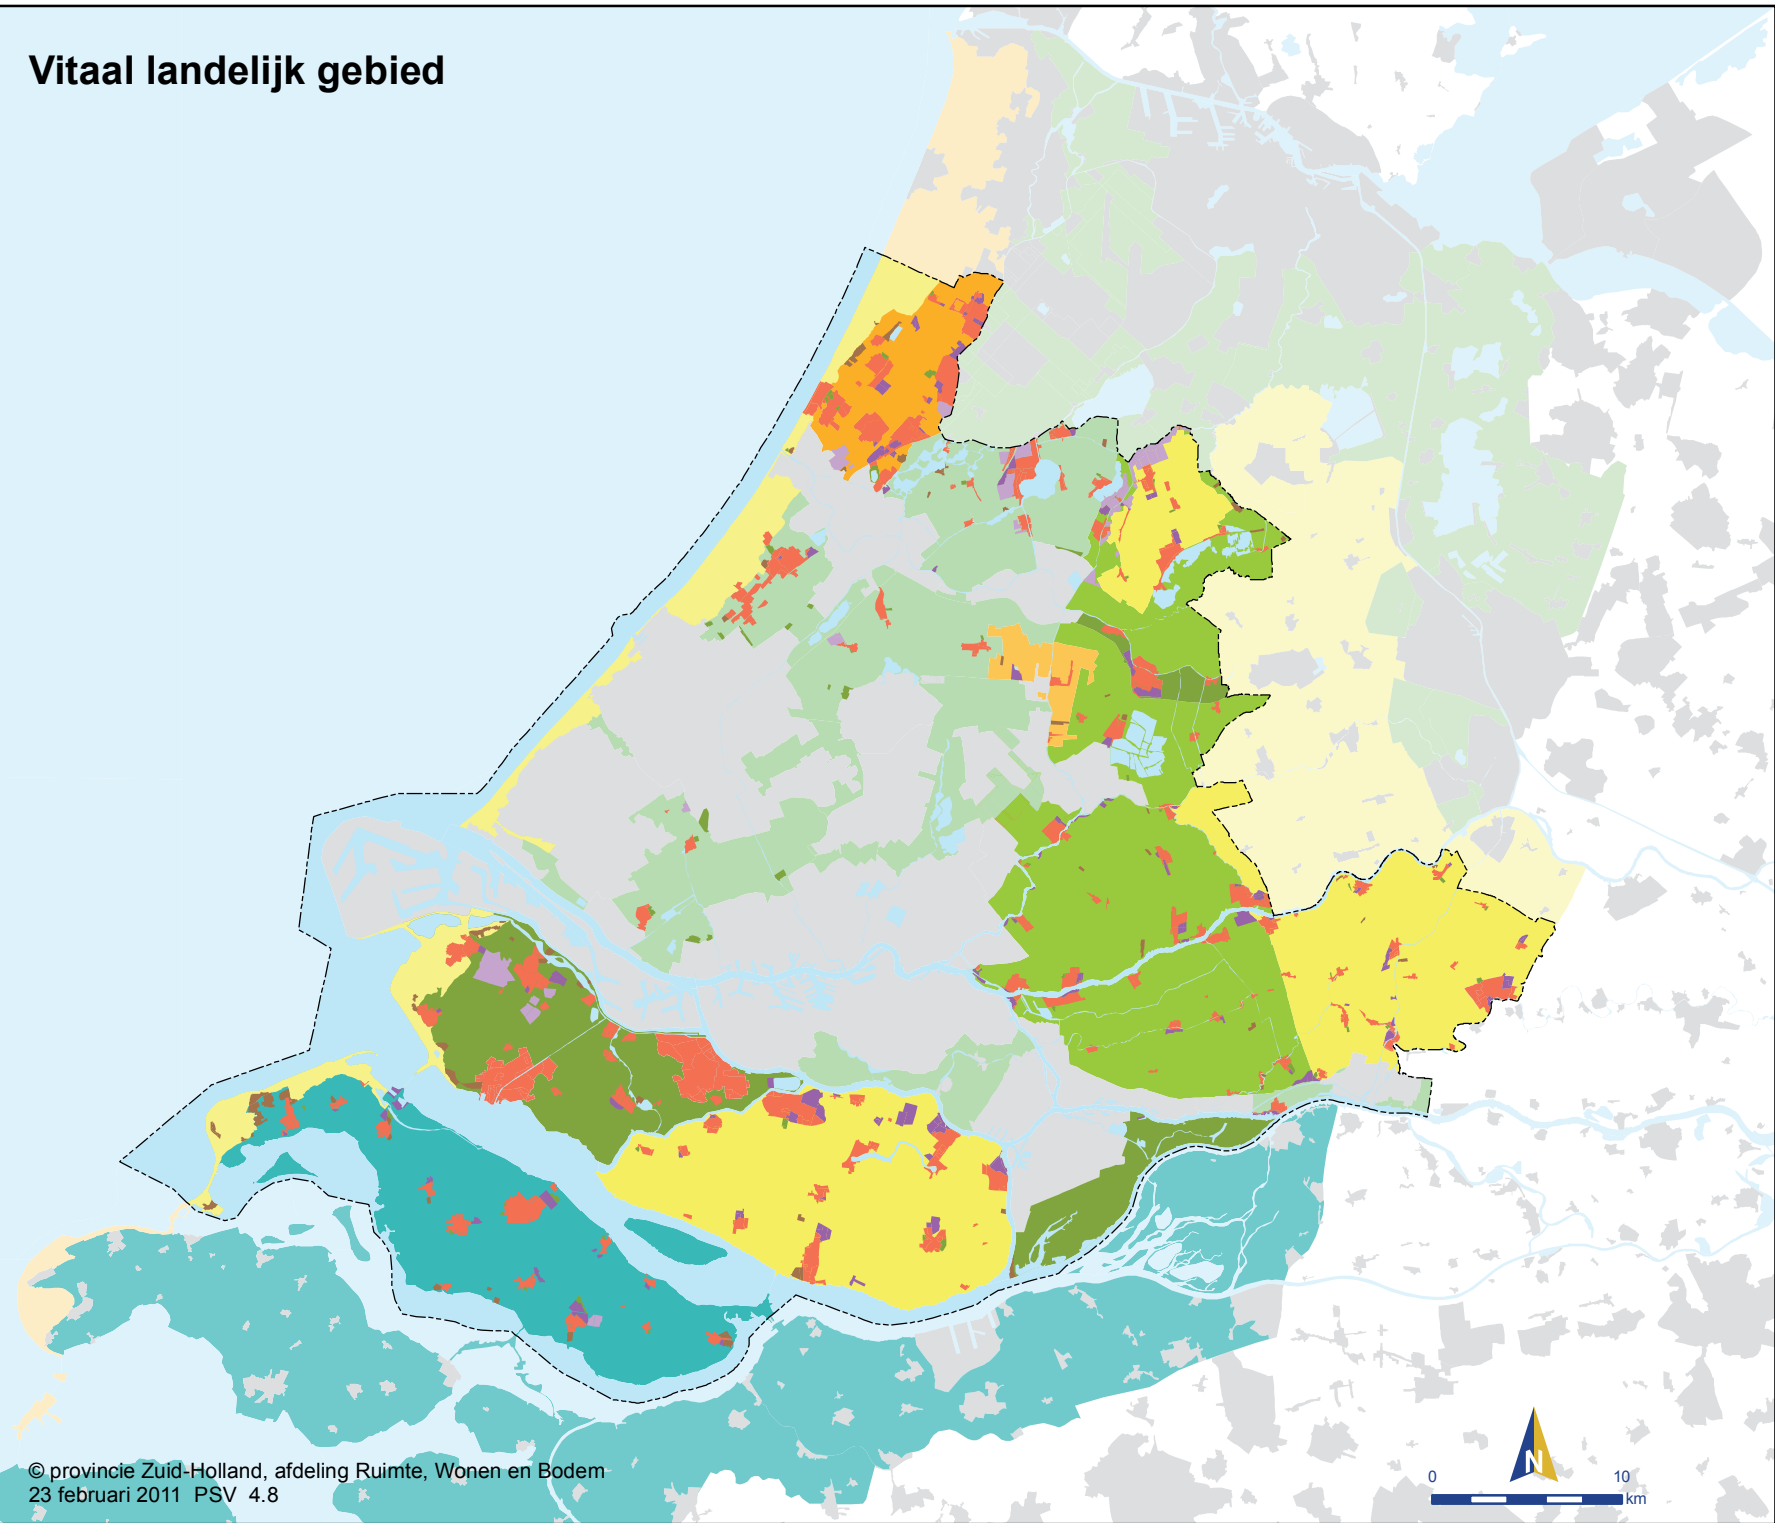 Vitaal landelijk gebied
© provincie Zuid-Holland, afdeling Ruimte, Wonen en Bodem
23 februari 2011 PSV 4.8
N
0 10
km